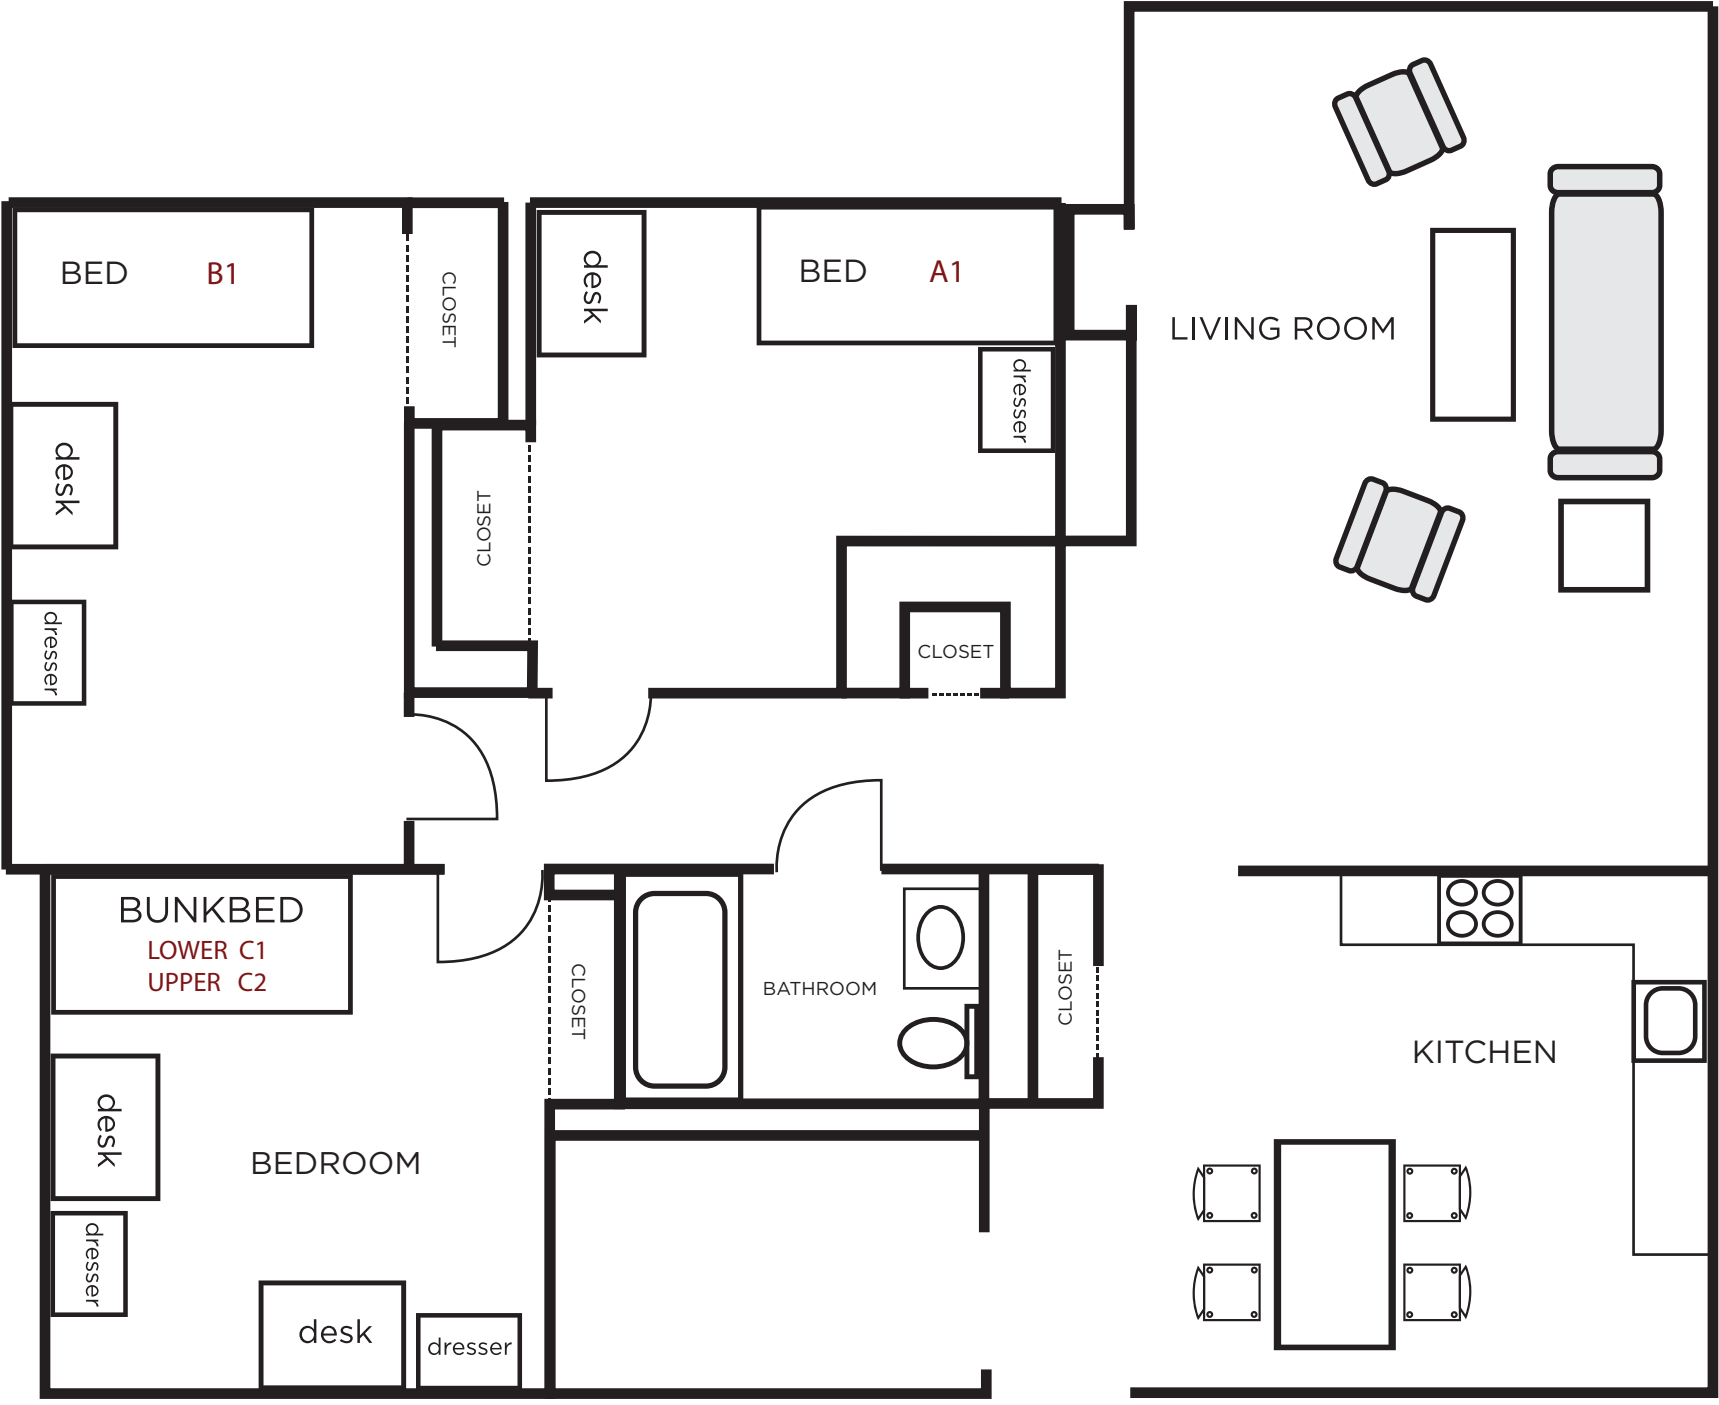 BED B1
CLOSET
desk
dresser
desk
BED A1
dresser
CLOSET
CLOSET
LIVING ROOM
BUNKBED
LOWER C1
UPPER C2
desk
dresser
BEDROOM
desk
dresser
CLOSET
BATHROOM
CLOSET
KITCHEN